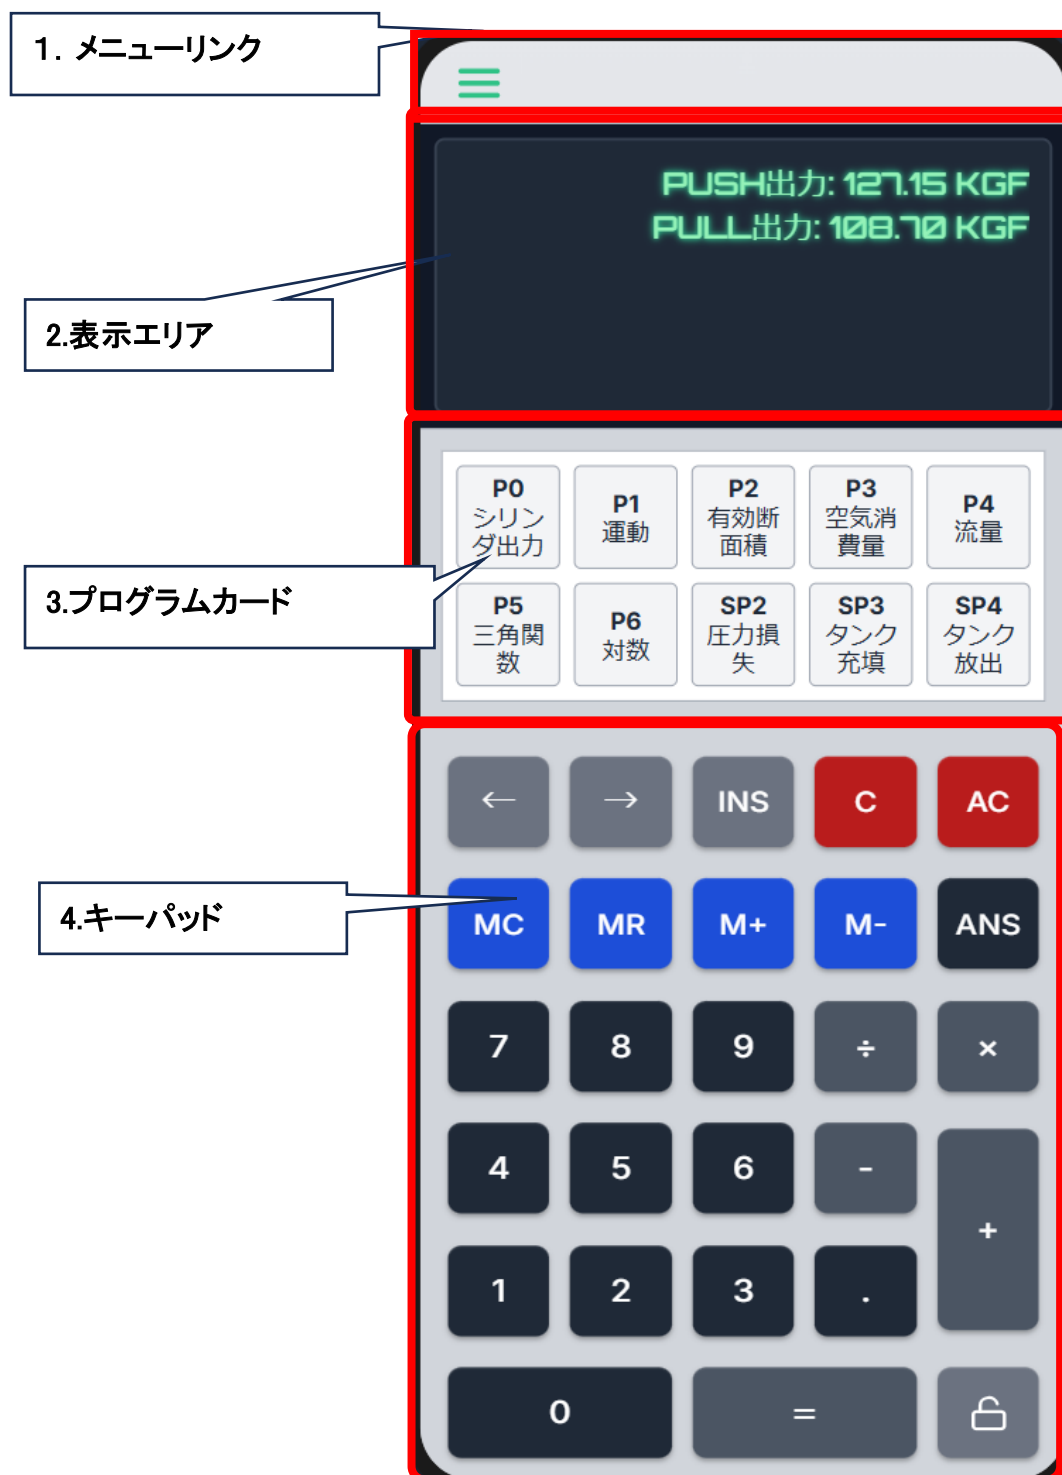 1. メニューリンク
PUSH出力: 127.15 KGF
PULL出力: 108.70 KGF
2.表示エリア
P0
シリン
ダ出力
P1
運動
P2
有効断
面積
P3
空気消
費量
P4
流量
3.プログラムカード
P5
三角関
数
P6
対数
SP2
圧力損
失
SP3
タンク
充填
SP4
タンク
放出
← → INS C AC
4.キーパッド
MC MR M+ M- ANS
7 8 9 ÷ ×
4 5 6 -
+
1 2 3 .
0 =